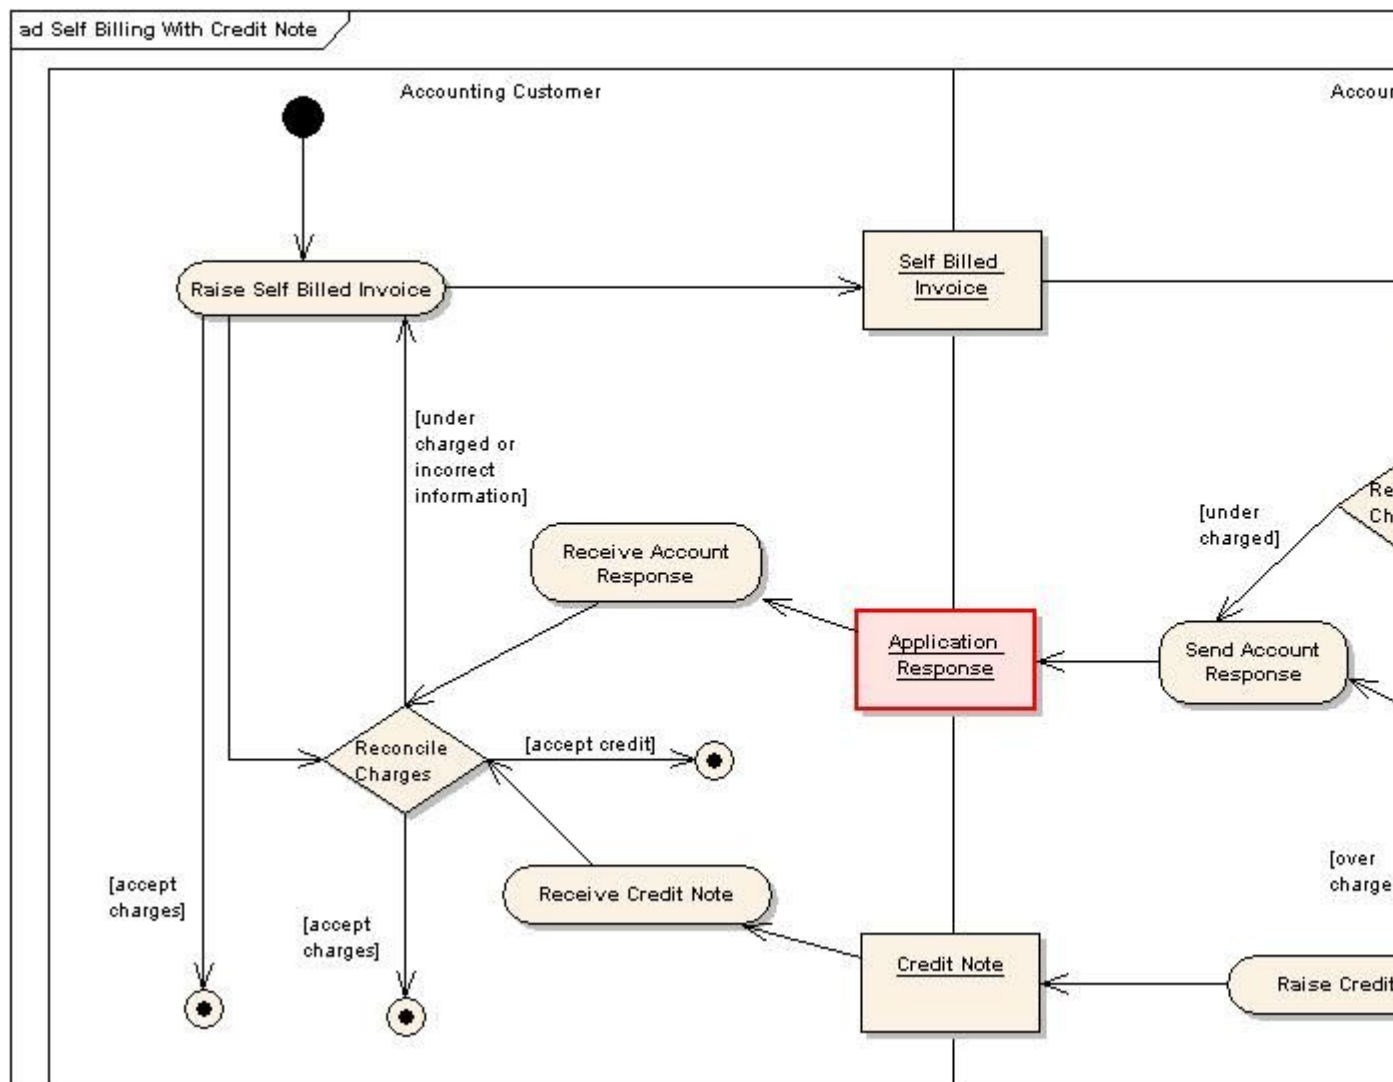 ad Self Billing With Credit Note
Accounting Customer
Raise Self Billed Invoice
Self Billed
Invoice
[under
charged or
incorrect
information]
[under
charged]
Receive Account
Response
Application
Response
Send Account
Response
Reconcile
Charges
[accept credit]
[over
Receive Credit Note
[accept
charges]
[accept
charges]
Credit Note
Raise Credit